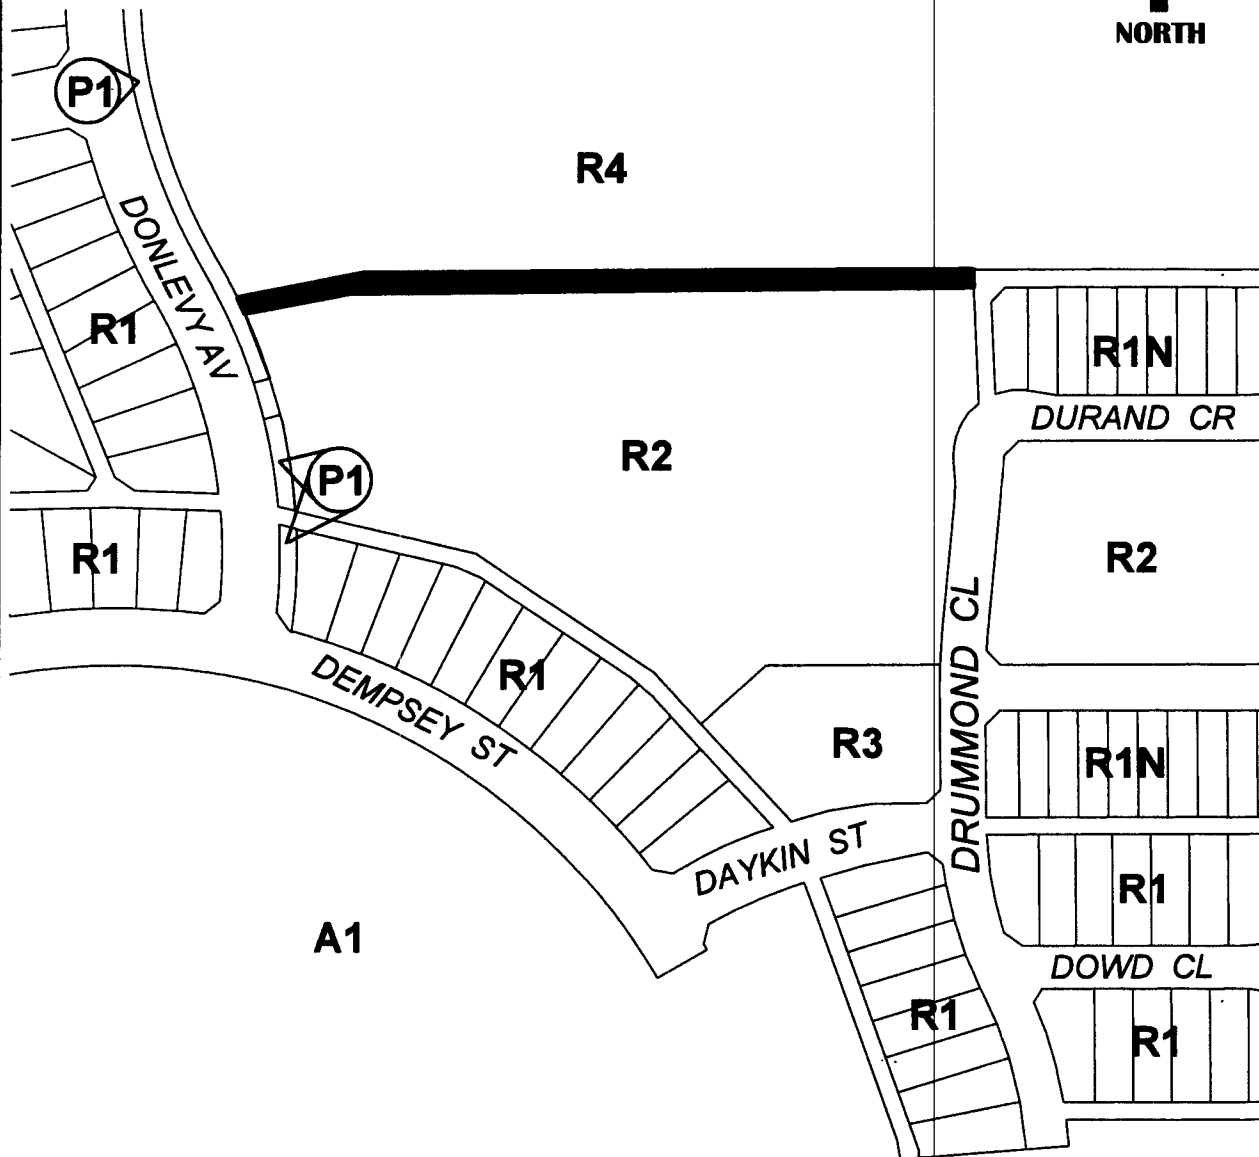 NORTH
P1
R4
DONLEVY AV
R1
R1N
DURAND CR
R2
P1
R1
R2
DEMPSEY ST
R1
DRUMMOND CL
R3
R1N
DAYKIN ST
R1
A1
DOWD CL
R1
R1